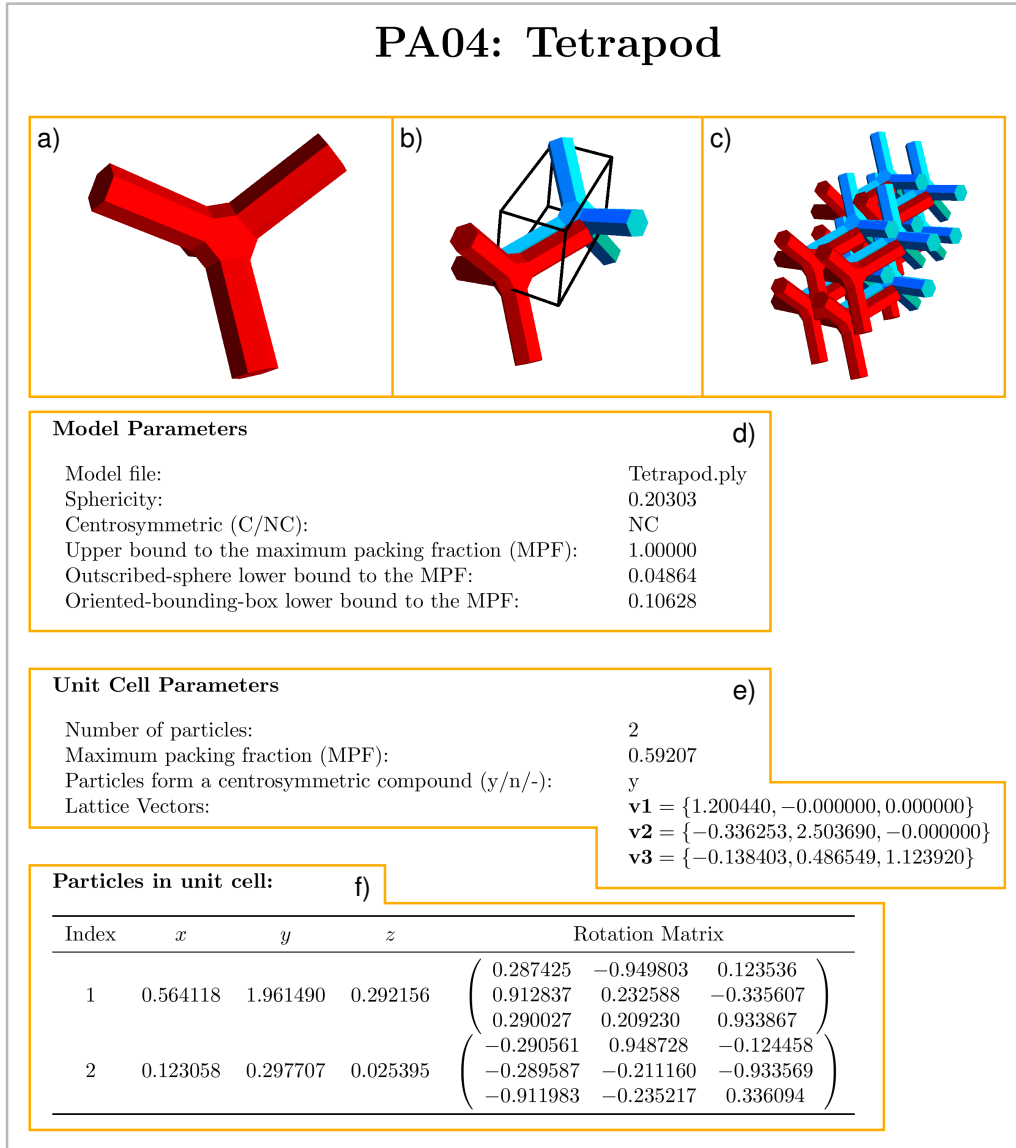 PA04: Tetrapod
a)
b)
c)
Model Parameters
d)
Model file: Tetrapod.ply
Sphericity: 0.20303
Centrosymmetric (C/NC): NC
Upper bound to the maximum packing fraction (MPF): 1.00000
Outscribed-sphere lower bound to the MPF: 0.04864
Oriented-bounding-box lower bound to the MPF: 0.10628
Unit Cell Parameters
e)
Number of particles: 2
Maximum packing fraction (MPF): 0.59207
Particles form a centrosymmetric compound (y/n/-): y
Lattice Vectors: v1 = {1.200440, −0.000000, 0.000000}
v2 = {−0.336253, 2.503690, −0.000000}
v3 = {−0.138403, 0.486549, 1.123920}
Particles in unit cell:
f)
Index x y z Rotation Matrix
0.287425 −0.949803 0.123536
1 0.564118 1.961490 0.292156 0.912837 0.232588 −0.335607
0.290027 0.209230 0.933867
−0.290561 0.948728 −0.124458
2 0.123058 0.297707 0.025395 −0.289587 −0.211160 −0.933569
−0.911983 −0.235217 0.336094